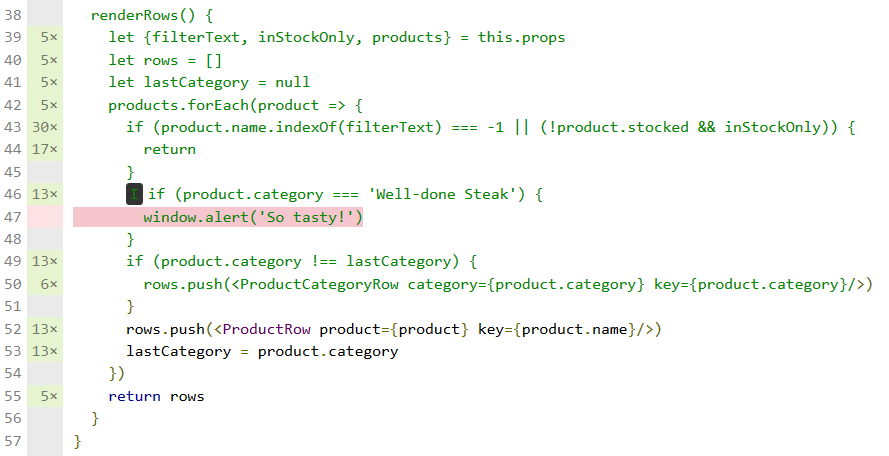 38 renderRows() {
39 5× let {filterText, inStockOnly, products} = this.props
40 5× let rows = []
41 5× let lastCategory = null
42 5× products.forEach(product => {
43 30× if (product.name.indexOf(filterText) === -1 || (!product.stocked && inStockOnly)) {
44 17× return
45 }
46 13× I if (product.category === 'Well-done Steak') {
47 window.alert('So tasty!')
48 }
49 13× if (product.category !== lastCategory) {
50 6× rows.push(<ProductCategoryRow category={product.category} key={product.category}/>)
51 }
52 13× rows.push(<ProductRow product={product} key={product.name}/>)
53 13× lastCategory = product.category
54 })
55 5× return rows
56 }
57 }